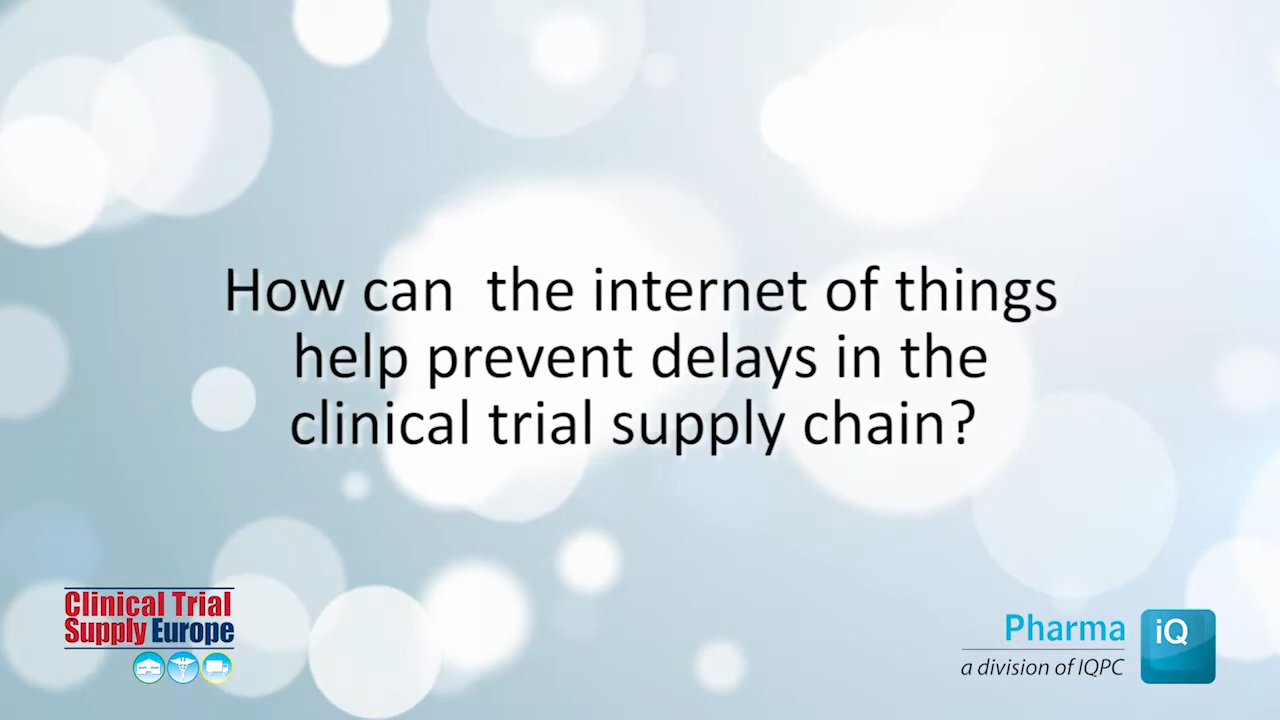 How can  the internet of things
help prevent delays in the
clinical trial supply chain?
Clinical Trial
Supply Europe
Pharma iQ
a division of IQPC